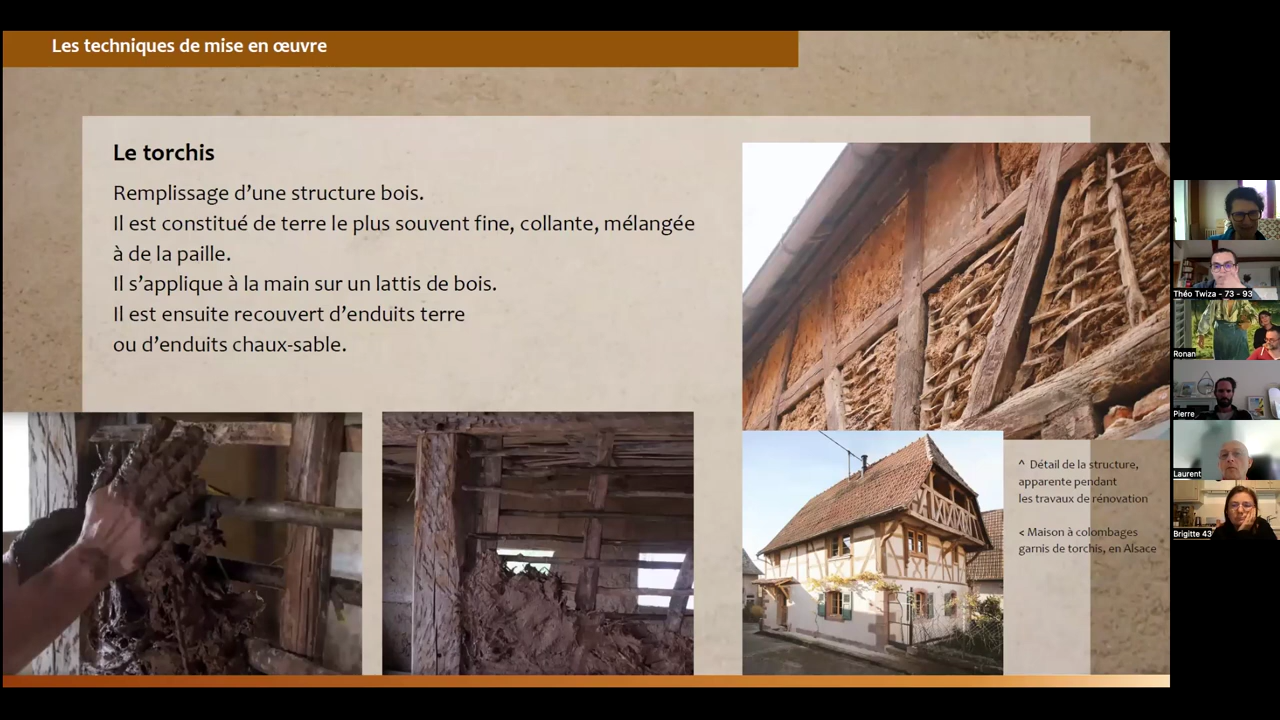 Les techniques de mise en œuvre
Le torchis
Remplissage d’une structure bois.
Il est constitué de terre le plus souvent fine, collante, mélangée
à de la paille.
Il s’applique à la main sur un lattis de bois.
Il est ensuite recouvert d’enduits terre
ou d’enduits chaux-sable.
^ Détail de la structure,
apparente pendant
les travaux de rénovation
< Maison à colombages
garnis de torchis, en Alsace
Théo Twiza - 73 - 93
Ronan
Pierre
Laurent
Brigitte 43